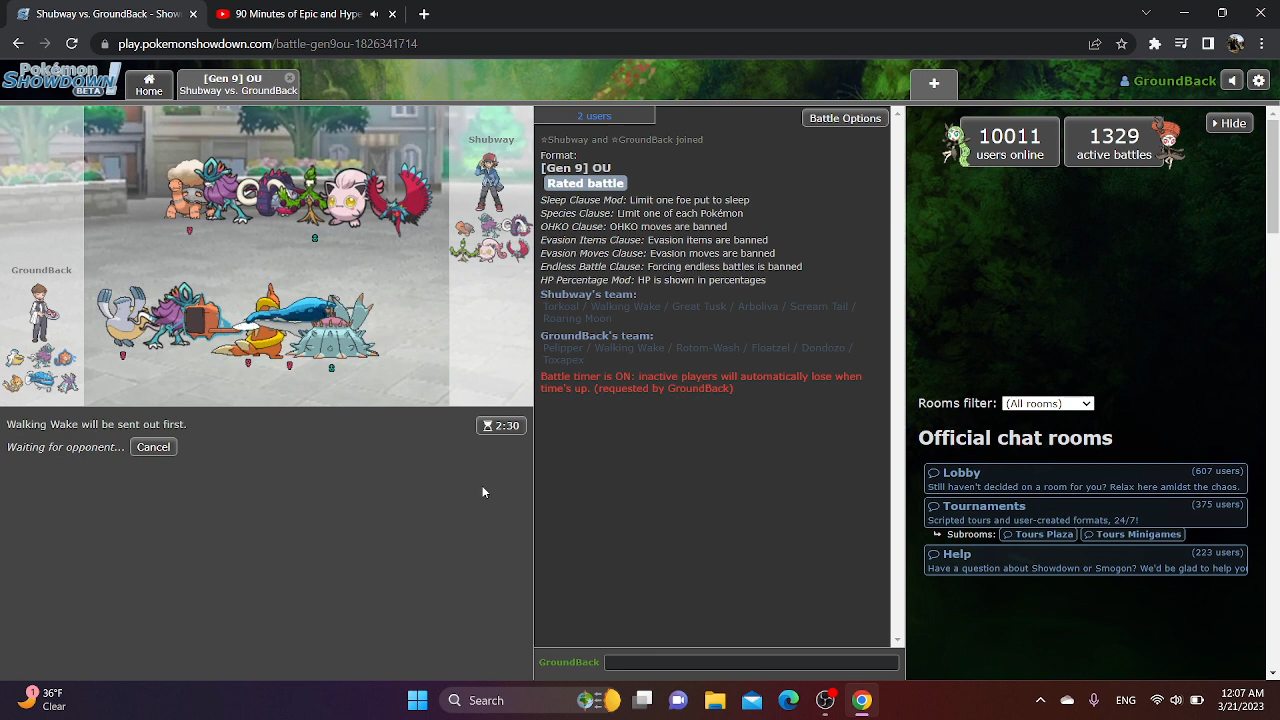 Shubway vs. GroundBack - Show
90 Minutes of Epic and Hype
play.pokemonshowdown.com/battle-gen9ou-1826341714
Pokémon
SHOWDOWN!
BETA
Home
[Gen 9] OU
Shubway vs. GroundBack
GroundBack
Shubway
GroundBack
2 users
Battle Options
☆Shubway and ☆GroundBack joined
Format:
[Gen 9] OU
Rated battle
Sleep Clause Mod: Limit one foe put to sleep
Species Clause: Limit one of each Pokémon
OHKO Clause: OHKO moves are banned
Evasion Items Clause: Evasion items are banned
Evasion Moves Clause: Evasion moves are banned
Endless Battle Clause: Forcing endless battles is banned
HP Percentage Mod: HP is shown in percentages
Shubway's team:
Torkoal / Walking Wake / Great Tusk / Arboliva / Scream Tail /
Roaring Moon
GroundBack's team:
Pelipper / Walking Wake / Rotom-Wash / Floatzel / Dondozo /
Toxapex
Battle timer is ON: inactive players will automatically lose when
time's up. (requested by GroundBack)
Walking Wake will be sent out first.
2:30
Waiting for opponent... Cancel
GroundBack
10011
users online
1329
active battles
Hide
Rooms filter: (All rooms)
Official chat rooms
Lobby (607 users)
Still haven't decided on a room for you? Relax here amidst the chaos.
Tournaments (375 users)
Scripted tours and user-created formats, 24/7!
Subrooms: Tours Plaza Tours Minigames
Help (223 users)
Have a question about Showdown or Smogon? We'd be glad to help you
1
36°F
Clear
Search
ENG
12:07 AM
3/21/2023